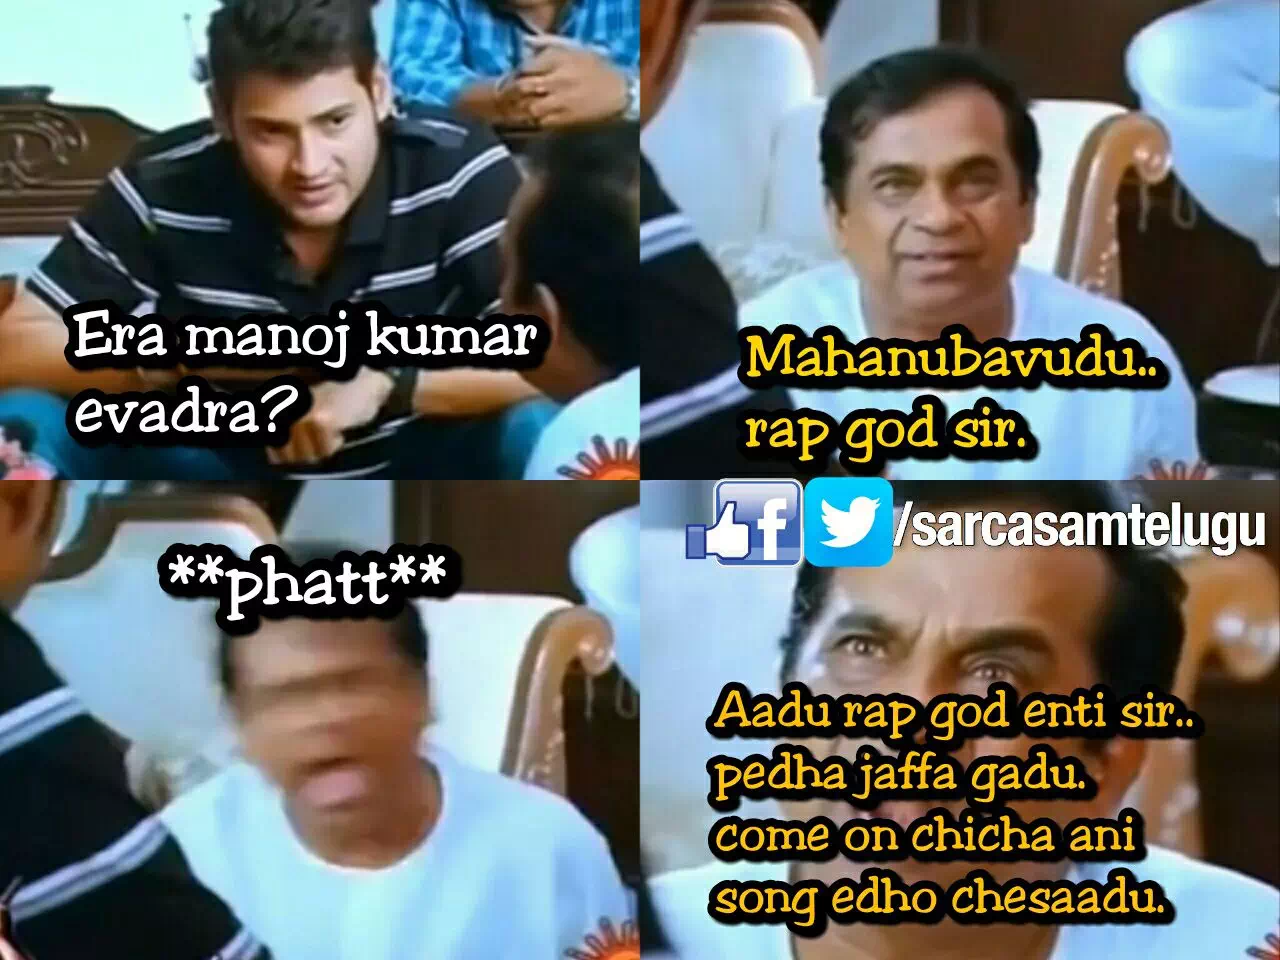 Era manoj kumar
evadra?
Mahanubavudu..
rap god sir.
**phatt**
f /sarcasamtelugu
Aadu rap god enti sir..
pedha jaffa gadu.
come on chicha ani
song edho chesaadu.